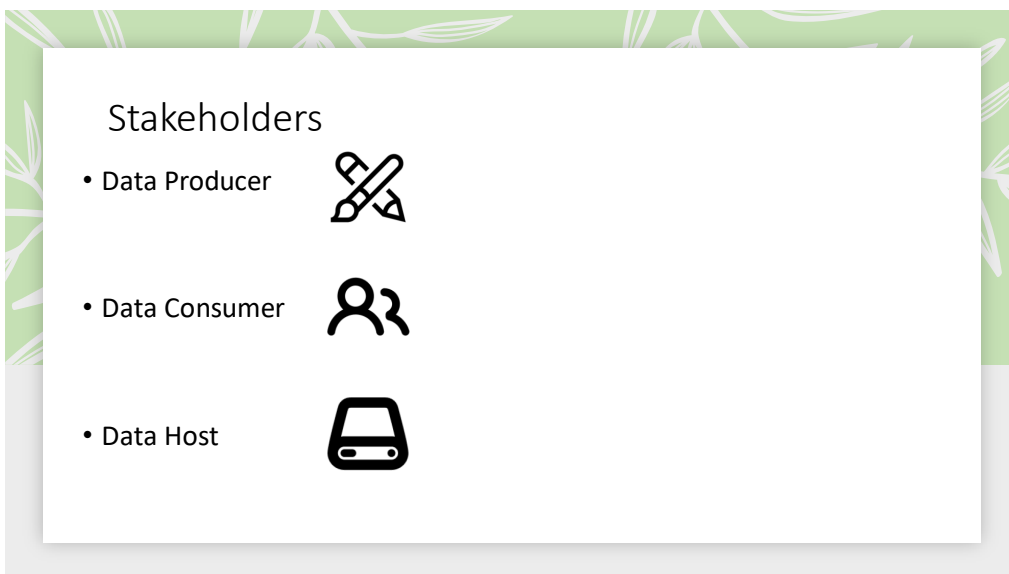 Stakeholders
• Data Producer
• Data Consumer
• Data Host